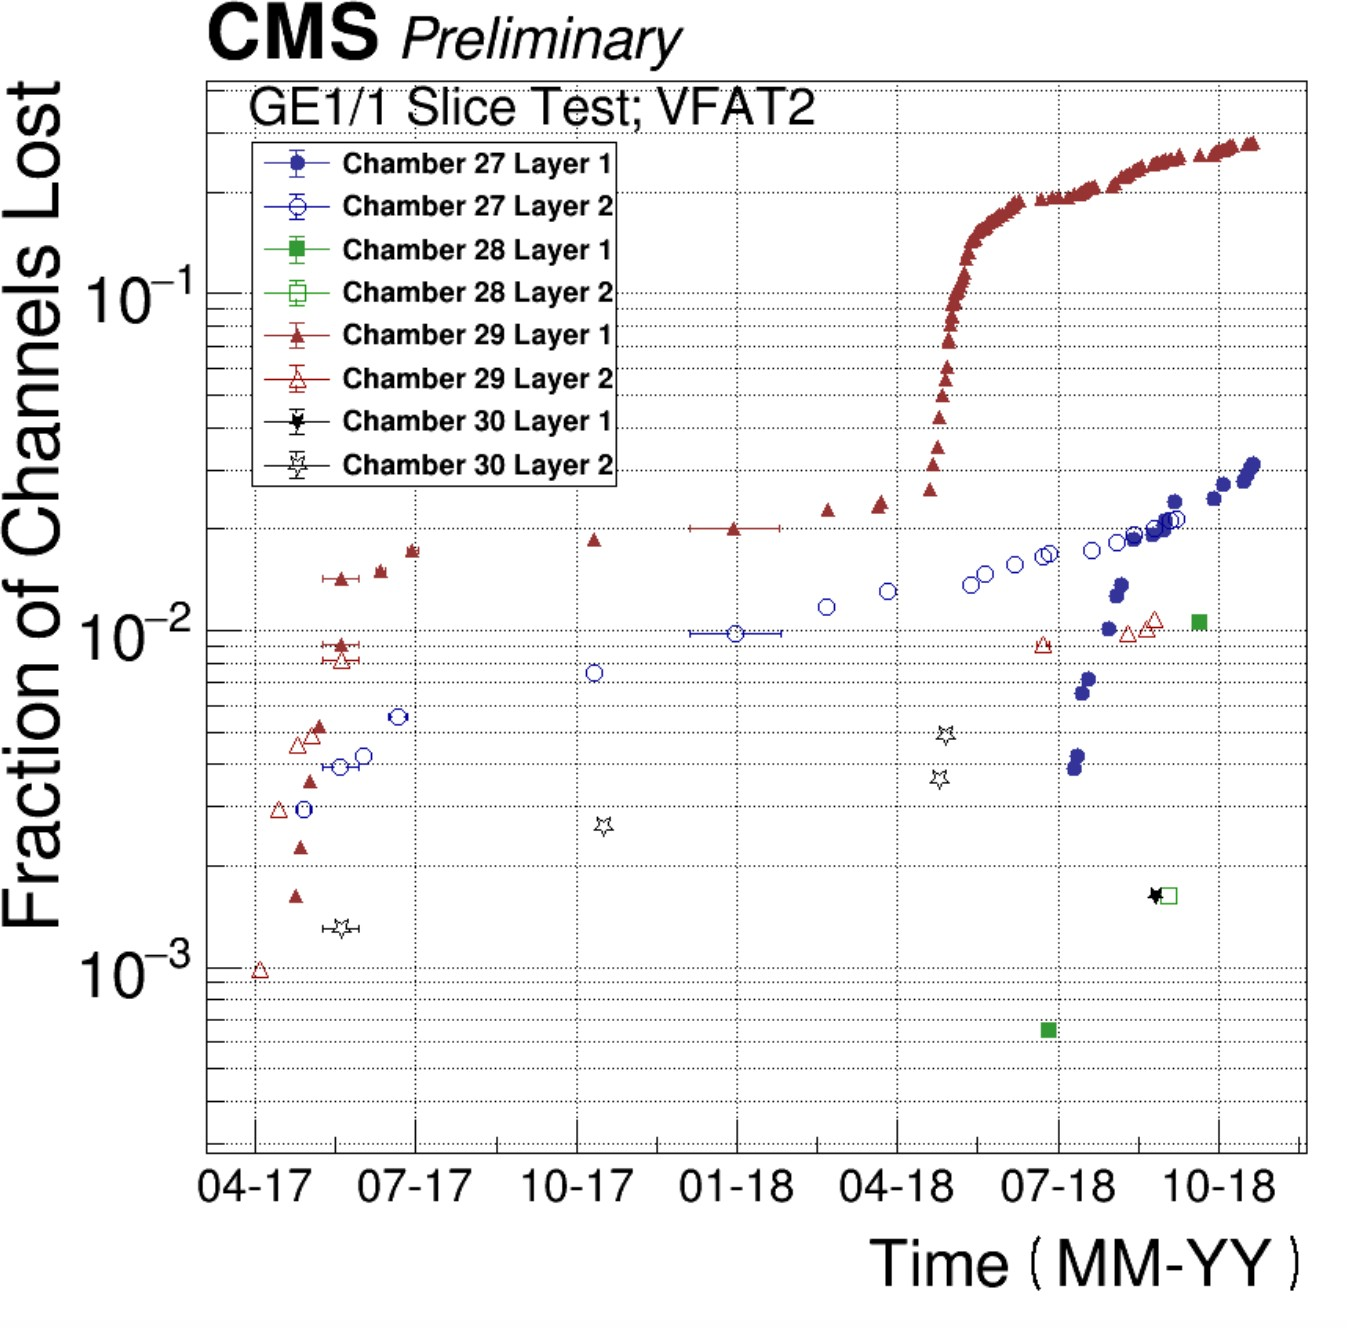 CMS Preliminary
GE1/1 Slice Test; VFAT2
Chamber 27 Layer 1
Chamber 27 Layer 2
Chamber 28 Layer 1
Chamber 28 Layer 2
Chamber 29 Layer 1
Chamber 29 Layer 2
Chamber 30 Layer 1
Chamber 30 Layer 2
Fraction of Channels Lost
10⁻¹
10⁻²
10⁻³
04-17 07-17 10-17 01-18 04-18 07-18 10-18
Time ( MM-YY )